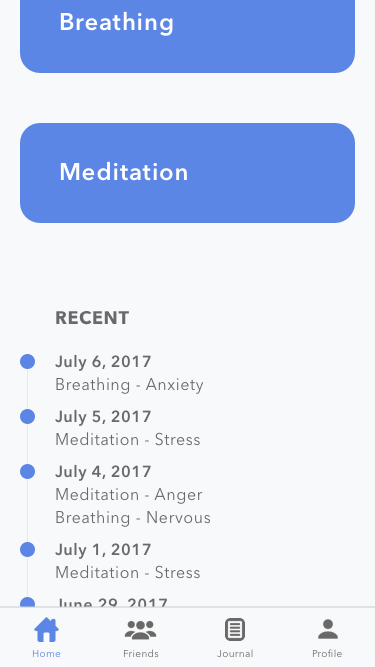 Breathing
Meditation
RECENT
July 6, 2017
Breathing - Anxiety
July 5, 2017
Meditation - Stress
July 4, 2017
Meditation - Anger
Breathing - Nervous
July 1, 2017
Meditation - Stress
June 29, 2017
Home
Friends
Journal
Profile